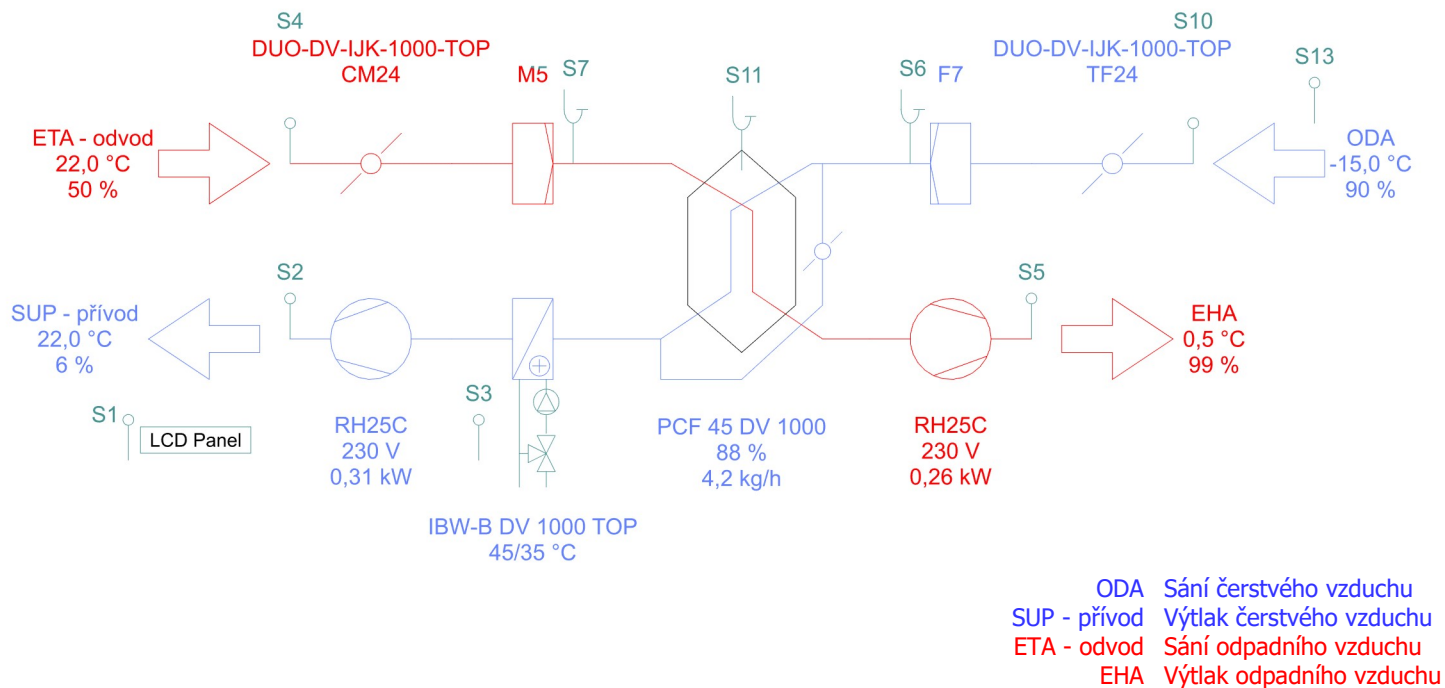 S4
DUO-DV-IJK-1000-TOP
CM24
M5
S7
S11
S6
F7
S10
DUO-DV-IJK-1000-TOP
TF24
S13
ETA - odvod
22,0 °C
50 %
ODA
-15,0 °C
90 %
S2
SUP - přívod
22,0 °C
6 %
S5
EHA
0,5 °C
99 %
S1
LCD Panel
RH25C
230 V
0,31 kW
S3
IBW-B DV 1000 TOP
45/35 °C
PCF 45 DV 1000
88 %
4,2 kg/h
RH25C
230 V
0,26 kW
ODA Sání čerstvého vzduchu
SUP - přívod Výtlak čerstvého vzduchu
ETA - odvod Sání odpadního vzduchu
EHA Výtlak odpadního vzduchu